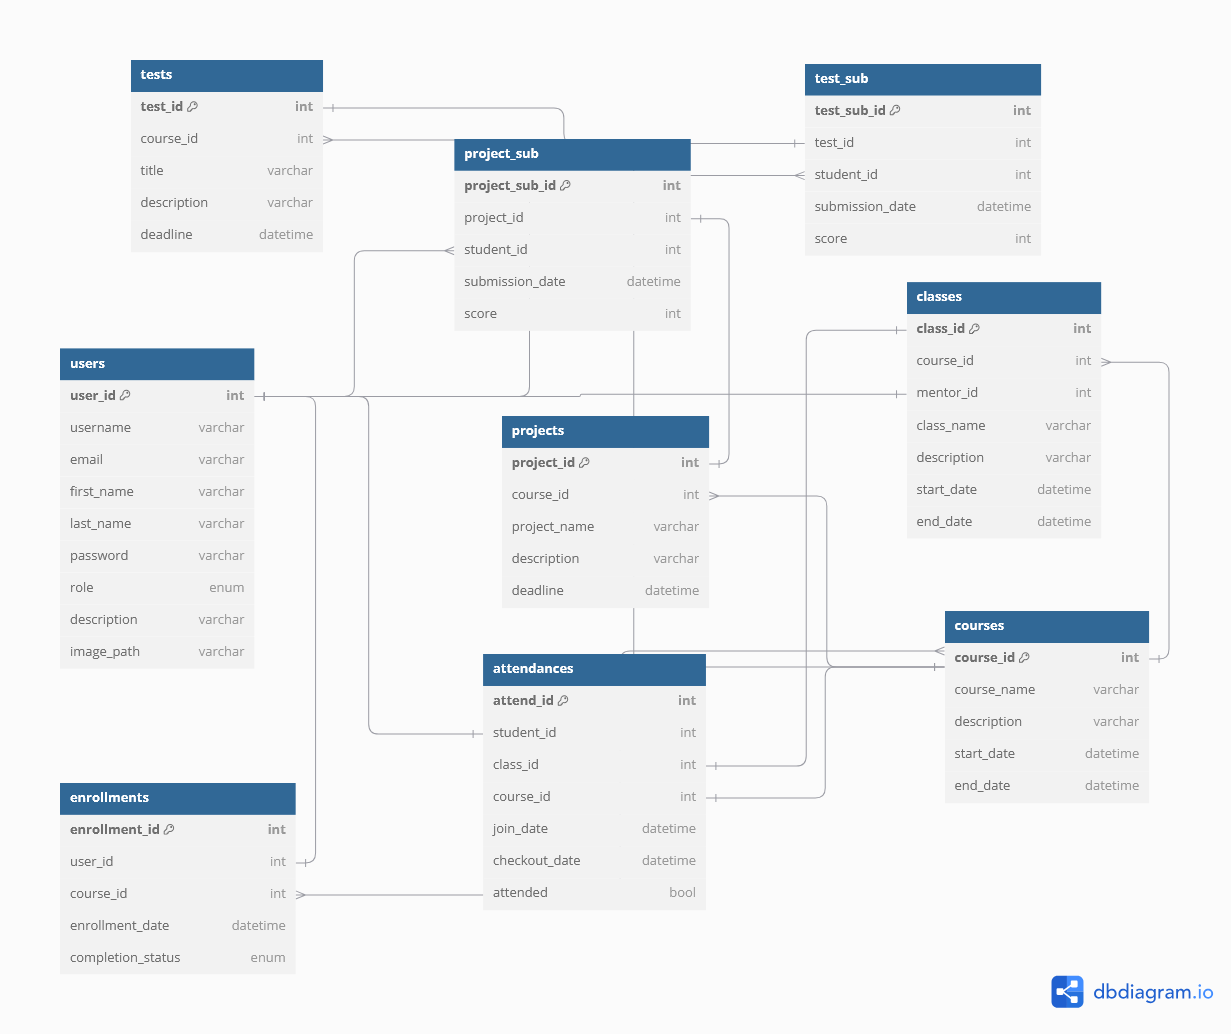 tests
test_id int
course_id int
title varchar
description varchar
deadline datetime
project_sub
project_sub_id int
project_id int
student_id int
submission_date datetime
score int
test_sub
test_sub_id int
test_id int
student_id int
submission_date datetime
score int
classes
class_id int
course_id int
mentor_id int
class_name varchar
description varchar
start_date datetime
end_date datetime
users
user_id int
username varchar
email varchar
first_name varchar
last_name varchar
password varchar
role enum
description varchar
image_path varchar
projects
project_id int
course_id int
project_name varchar
description varchar
deadline datetime
courses
course_id int
course_name varchar
description varchar
start_date datetime
end_date datetime
attendances
attend_id int
student_id int
class_id int
course_id int
join_date datetime
checkout_date datetime
attended bool
enrollments
enrollment_id int
user_id int
course_id int
enrollment_date datetime
completion_status enum
dbdiagram.io